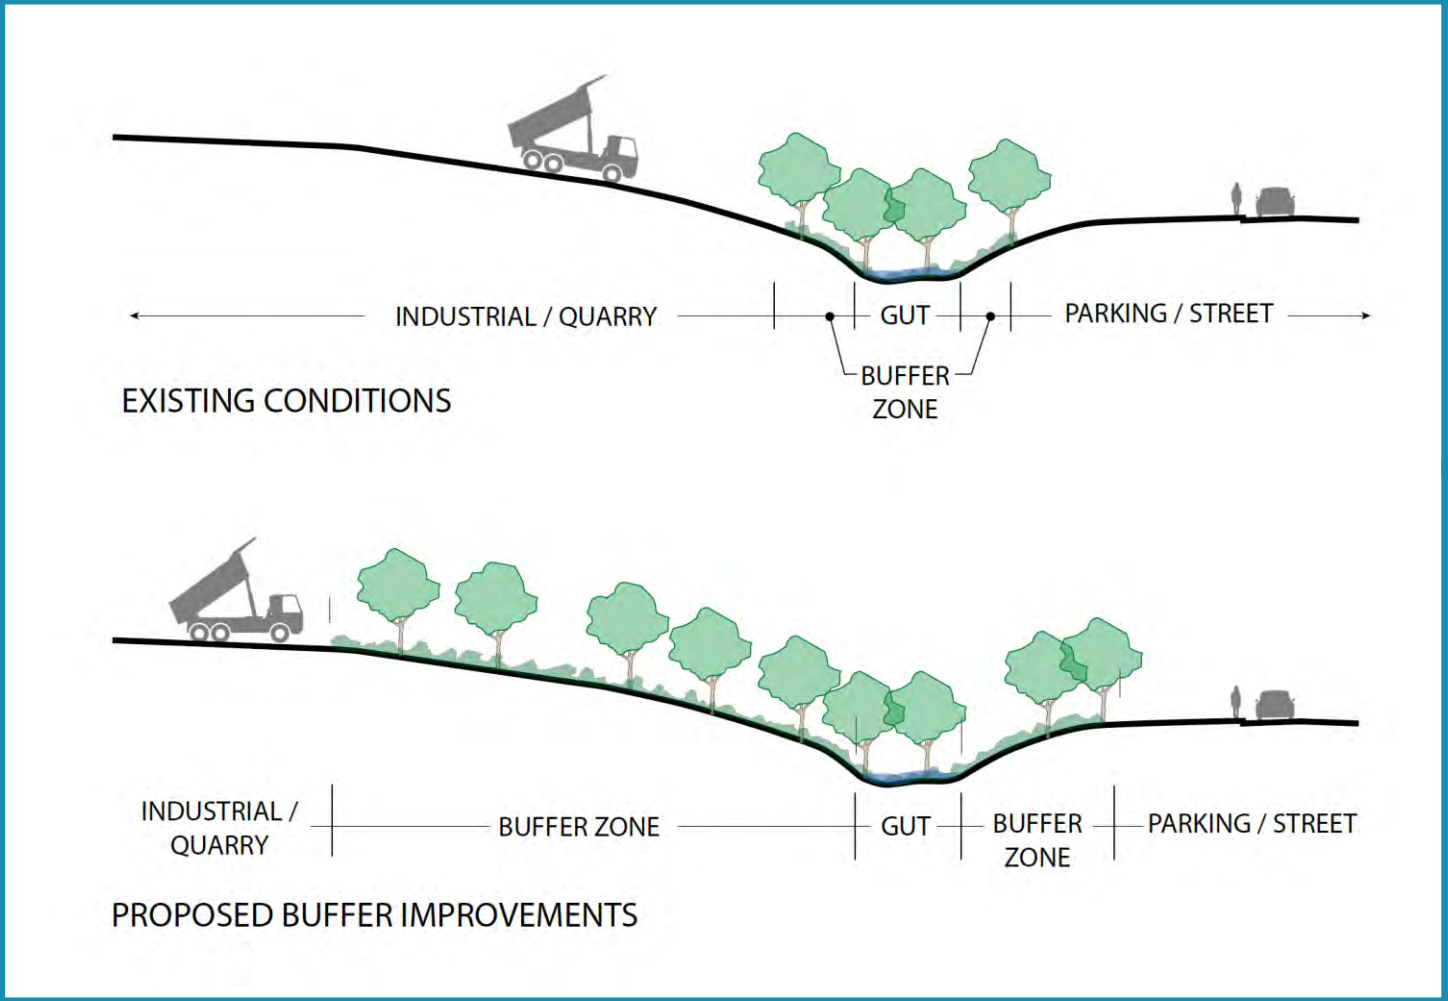 INDUSTRIAL / QUARRY
GUT
PARKING / STREET
BUFFER
ZONE
EXISTING CONDITIONS
INDUSTRIAL /
QUARRY
BUFFER ZONE
GUT
BUFFER
ZONE
PARKING / STREET
PROPOSED BUFFER IMPROVEMENTS